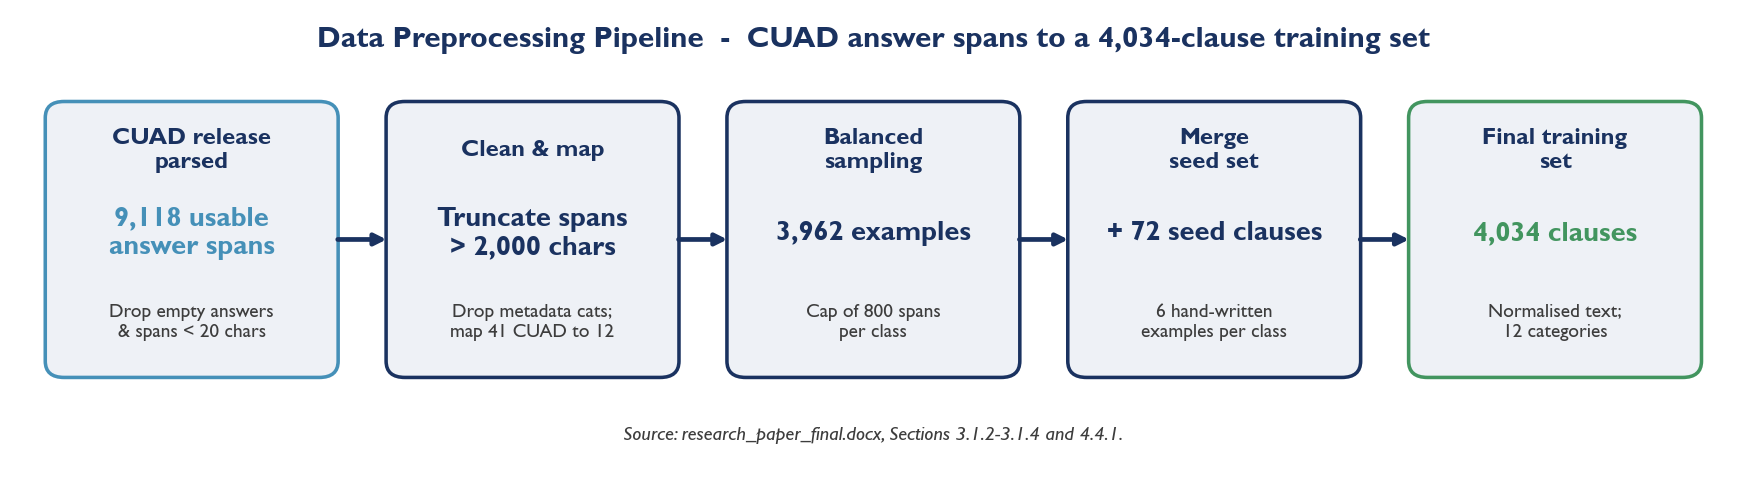 Data Preprocessing Pipeline - CUAD answer spans to a 4,034-clause training set
CUAD release
parsed
9,118 usable
answer spans
Drop empty answers
& spans < 20 chars
Clean & map
Truncate spans
> 2,000 chars
Drop metadata cats;
map 41 CUAD to 12
Balanced
sampling
3,962 examples
Cap of 800 spans
per class
Merge
seed set
+ 72 seed clauses
6 hand-written
examples per class
Final training
set
4,034 clauses
Normalised text;
12 categories
Source: research_paper_final.docx, Sections 3.1.2-3.1.4 and 4.4.1.